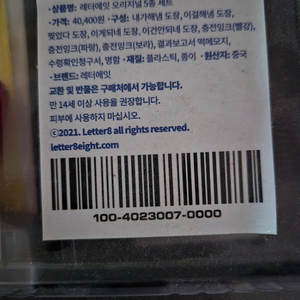 ·상품명: 레터에잇 오리지널 5종 세트
·가격: 40,400원 ·구성: 내가해냄 도장, 이걸해냄 도장,
찢었다 도장, 이게되네 도장, 이건안되네 도장, 충전잉크(빨강),
충전잉크(파랑), 충전잉크(보라), 결과보고서 떡메모지,
수령확인청구서, 명함 ·재질: 플라스틱, 종이 ·원산지: 중국
·브랜드: 레터에잇
교환 및 반품은 구매처에서 가능합니다.
만 14세 이상 사용을 권장합니다.
피부에 사용하지 마십시오.
©2021. Letter8 all rights reserved.
letter8eight.com
100-4023007-0000